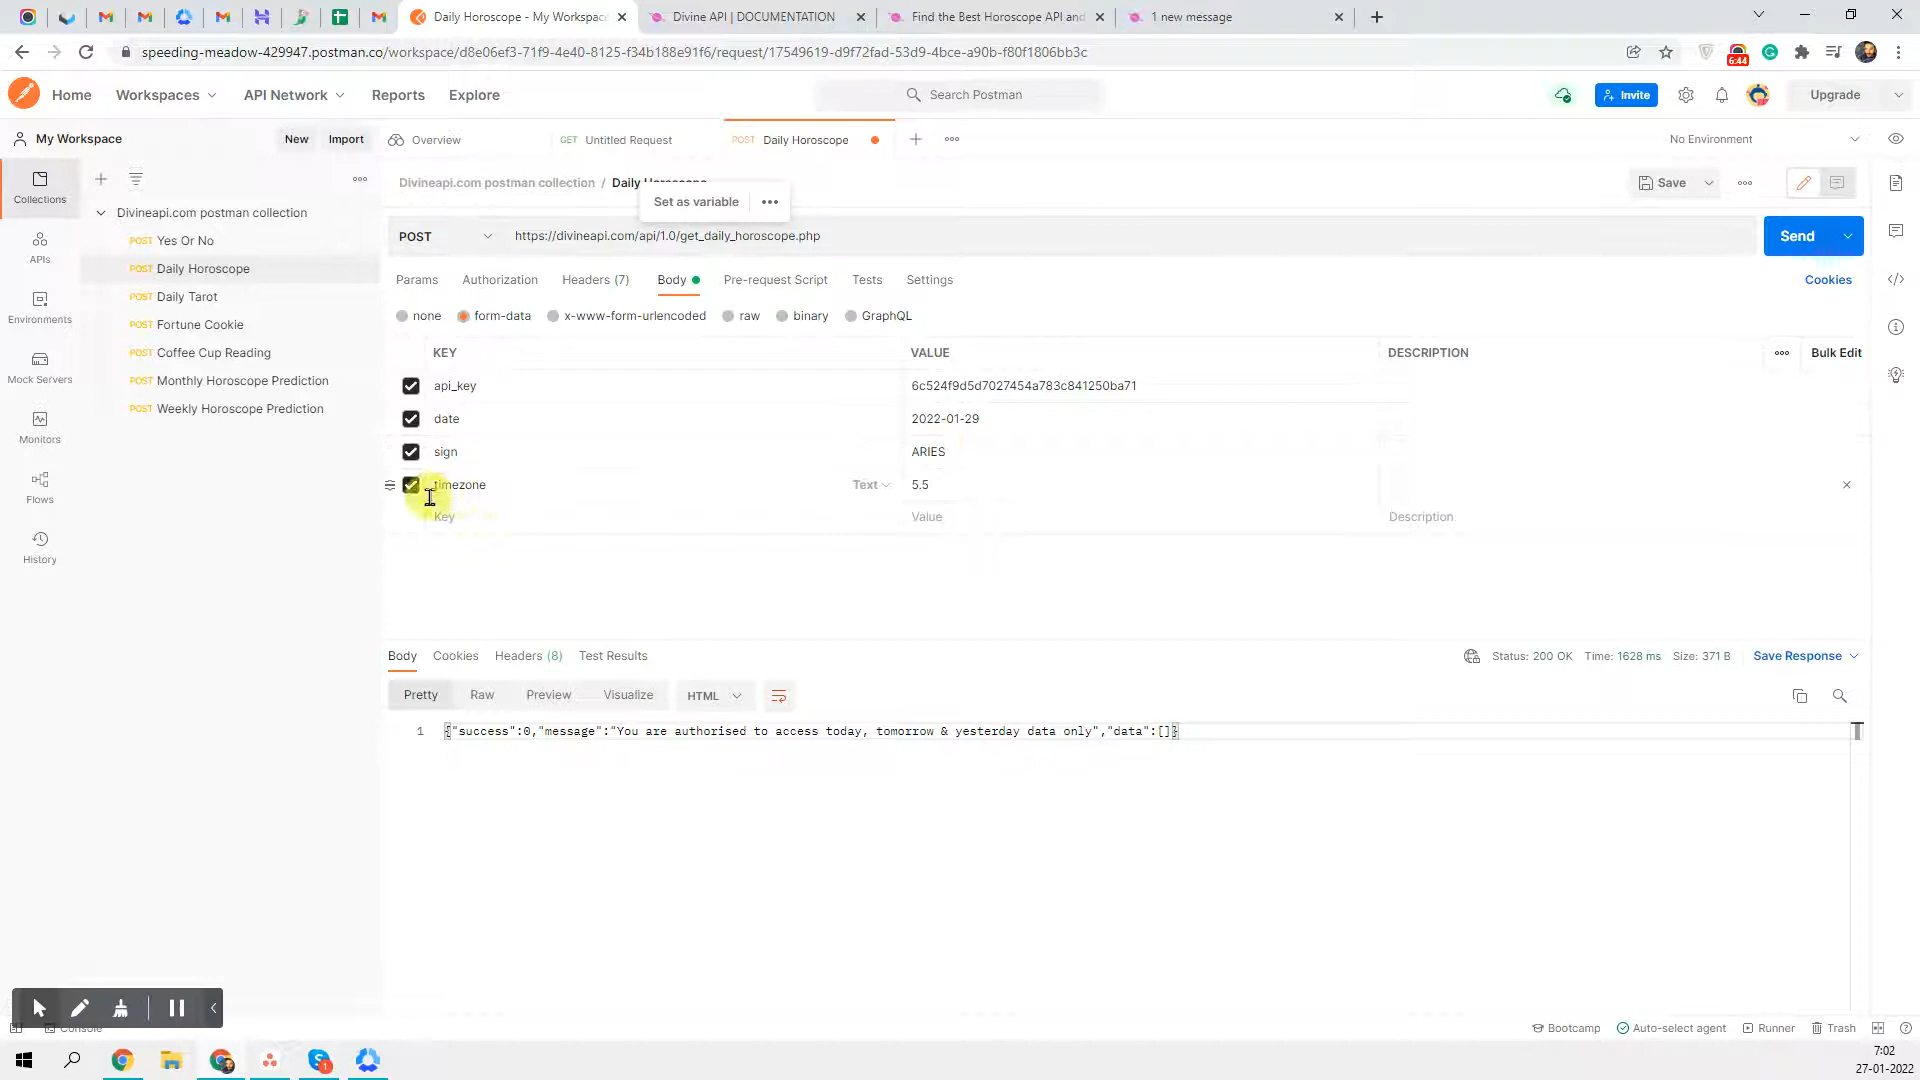 Daily Horoscope - My Workspace
Divine API | DOCUMENTATION
Find the Best Horoscope API and
1 new message
speeding-meadow-429947.postman.co/workspace/d8e06ef3-71f9-4e40-8125-f34b188e91f6/request/17549619-d9f72fad-53d9-4bce-a90b-f80f1806bb3c
6:44
Home
Workspaces
API Network
Reports
Explore
Search Postman
Invite
Upgrade
My Workspace
New
Import
Overview
GET Untitled Request
POST Daily Horoscope
No Environment
Collections
APIs
Environments
Mock Servers
Monitors
Flows
History
Divineapi.com postman collection
POST Yes Or No
POST Daily Horoscope
POST Daily Tarot
POST Fortune Cookie
POST Coffee Cup Reading
POST Monthly Horoscope Prediction
POST Weekly Horoscope Prediction
Divineapi.com postman collection / Daily Horoscope
Save
Set as variable
POST
https://divineapi.com/api/1.0/get_daily_horoscope.php
Send
Params
Authorization
Headers (7)
Body
Pre-request Script
Tests
Settings
Cookies
none
form-data
x-www-form-urlencoded
raw
binary
GraphQL
KEY VALUE DESCRIPTION
Bulk Edit
api_key 6c524f9d5d7027454a783c841250ba71
date 2022-01-29
sign ARIES
timezone Text 5.5
Key Value Description
Body
Cookies
Headers (8)
Test Results
Status: 200 OK Time: 1628 ms Size: 371 B
Save Response
Pretty
Raw
Preview
Visualize
HTML
1 {"success":0,"message":"You are authorised to access today, tomorrow & yesterday data only","data":[]}
Console
Bootcamp
Auto-select agent
Runner
Trash
1
7:02
27-01-2022